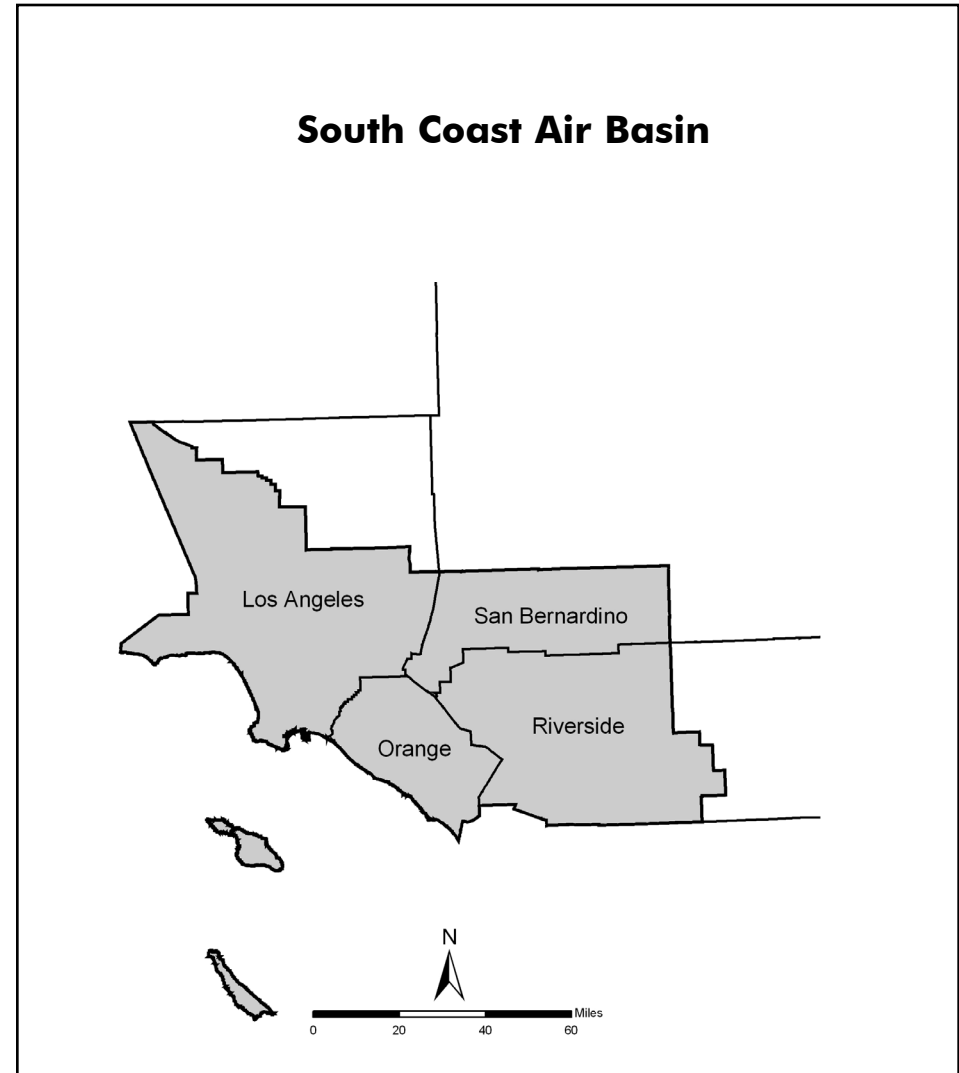 South Coast Air Basin
Los Angeles
San Bernardino
Riverside
Orange
N
Miles
0 20 40 60